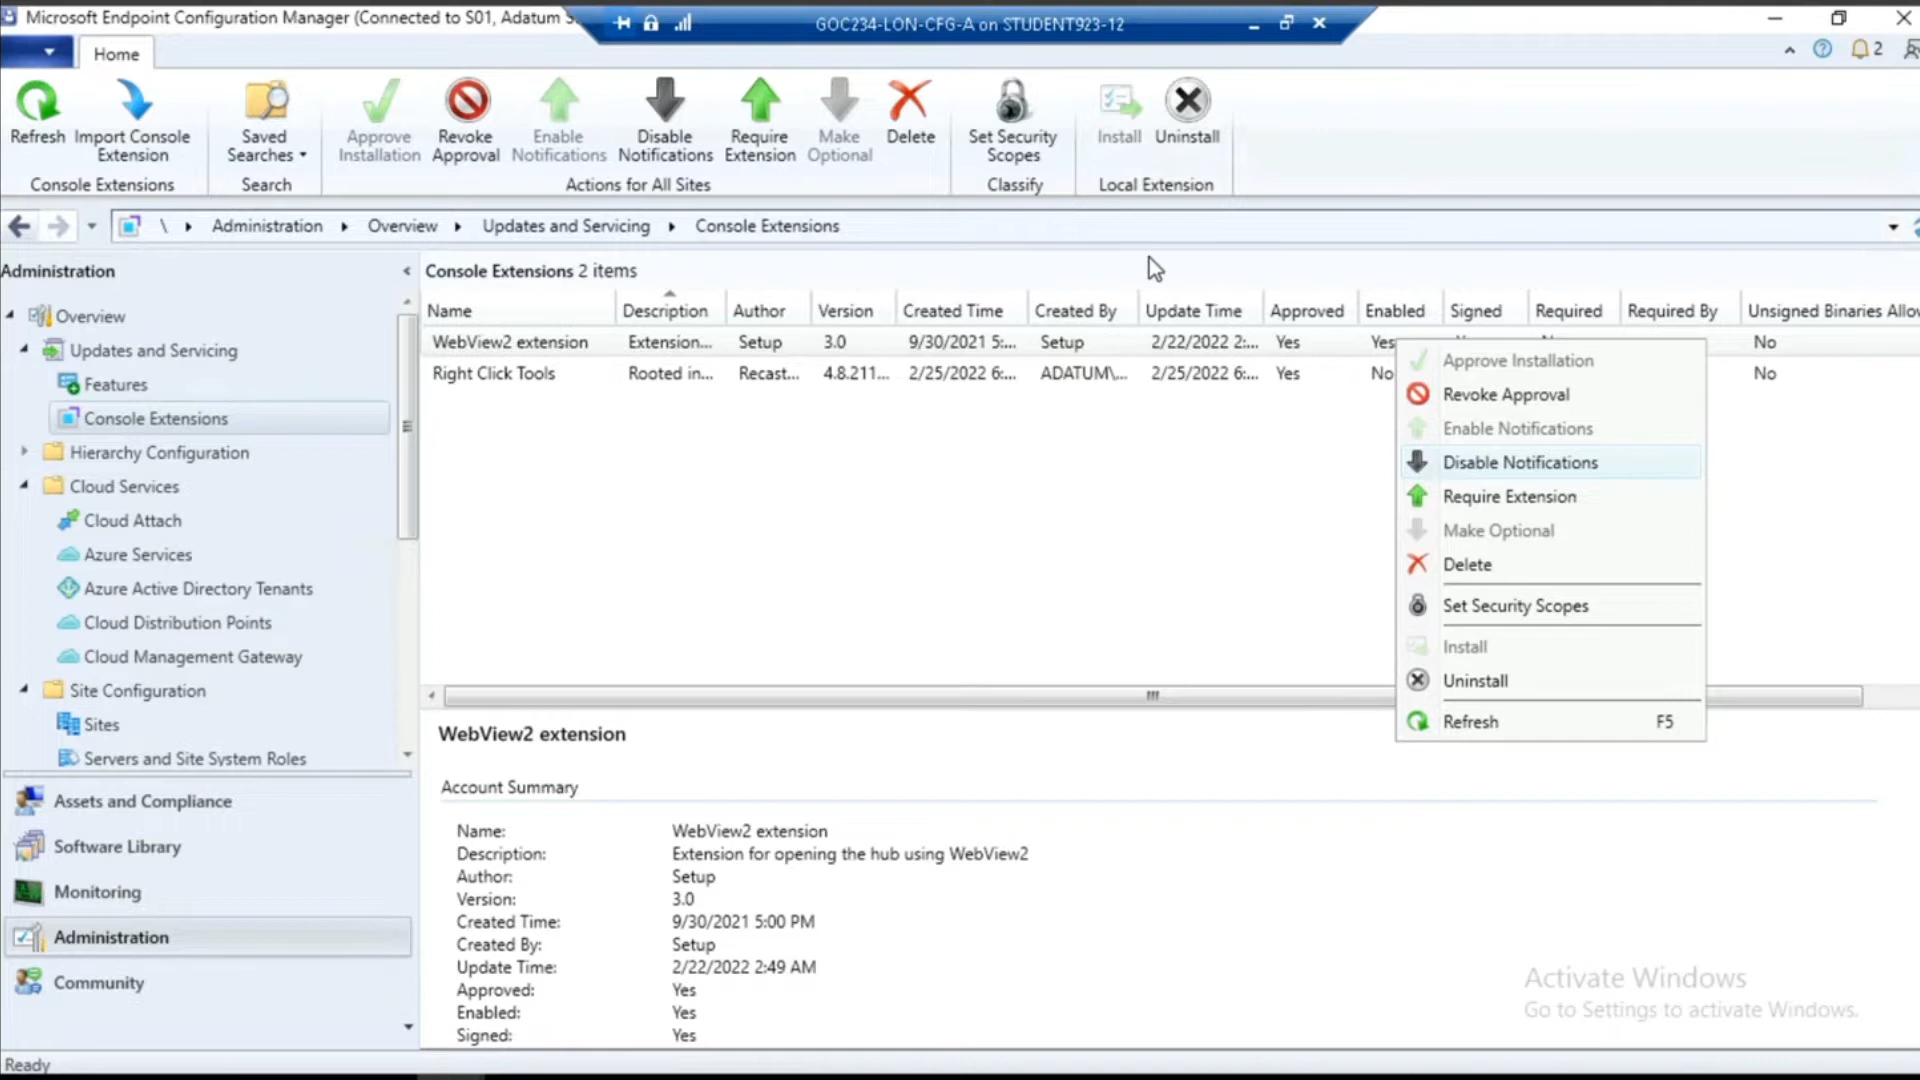 Microsoft Endpoint Configuration Manager (Connected to S01, Adatum S
GOC234-LON-CFG-A on STUDENT923-12
Home
2
Refresh
Import Console Extension
Saved Searches
Approve Installation
Revoke Approval
Enable Notifications
Disable Notifications
Require Extension
Make Optional
Delete
Set Security Scopes
Install
Uninstall
Console Extensions
Search
Actions for All Sites
Classify
Local Extension
\ Administration Overview Updates and Servicing Console Extensions
Administration
Overview
Updates and Servicing
Features
Console Extensions
Hierarchy Configuration
Cloud Services
Cloud Attach
Azure Services
Azure Active Directory Tenants
Cloud Distribution Points
Cloud Management Gateway
Site Configuration
Sites
Servers and Site System Roles
Assets and Compliance
Software Library
Monitoring
Administration
Community
Console Extensions 2 items
Name Description Author Version Created Time Created By Update Time Approved Enabled Signed Required Required By Unsigned Binaries Allow
WebView2 extension Extension... Setup 3.0 9/30/2021 5:... Setup 2/22/2022 2:... Yes Yes No
Right Click Tools Rooted in... Recast... 4.8.211... 2/25/2022 6:... ADATUM\... 2/25/2022 6:... Yes No No
Approve Installation
Revoke Approval
Enable Notifications
Disable Notifications
Require Extension
Make Optional
Delete
Set Security Scopes
Install
Uninstall
Refresh F5
WebView2 extension
Account Summary
Name: WebView2 extension
Description: Extension for opening the hub using WebView2
Author: Setup
Version: 3.0
Created Time: 9/30/2021 5:00 PM
Created By: Setup
Update Time: 2/22/2022 2:49 AM
Approved: Yes
Enabled: Yes
Signed: Yes
Activate Windows
Go to Settings to activate Windows.
Ready